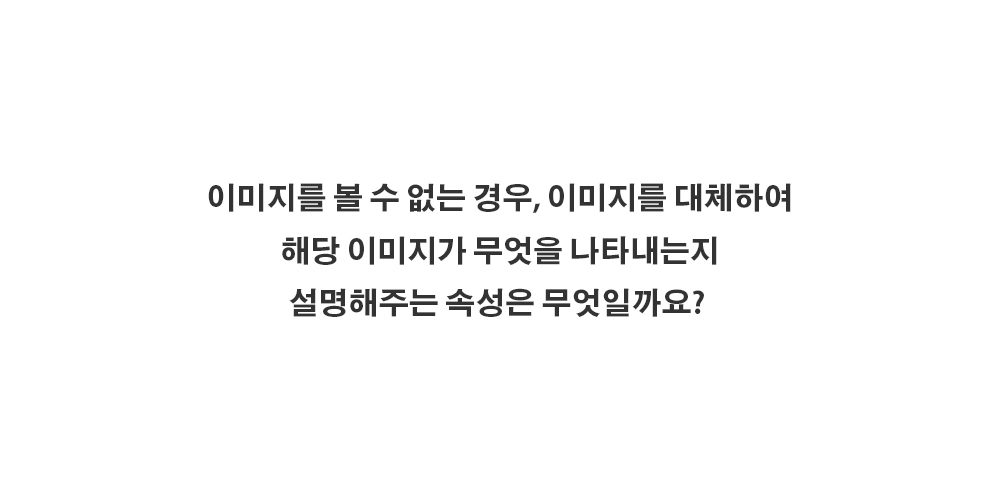 이미지를 볼 수 없는 경우, 이미지를 대체하여
해당 이미지가 무엇을 나타내는지
설명해주는 속성은 무엇일까요?